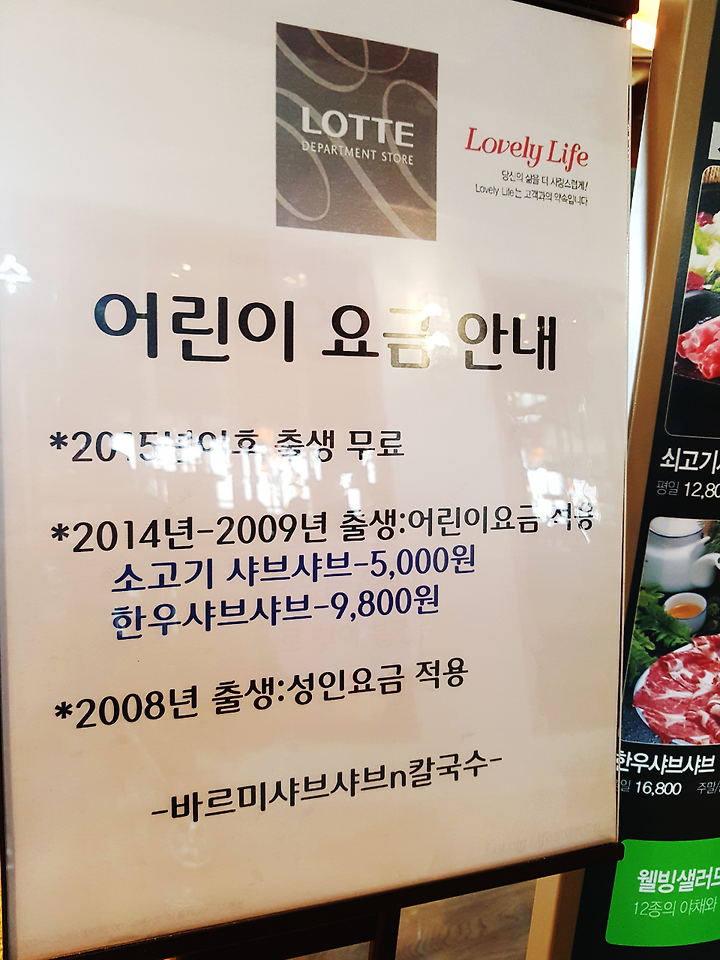 LOTTE
DEPARTMENT STORE
Lovely Life
당신의 삶을 더 사랑스럽게!
Lovely Life는 고객과의 약속입니다
수
어린이 요금 안내
*2015년이후 출생 무료
*2014년-2009년 출생:어린이요금 적용
소고기 샤브샤브-5,000원
한우샤브샤브-9,800원
*2008년 출생:성인요금 적용
-바르미샤브샤브n칼국수-
쇠고기
평일 12,80
한우샤브샤브
일 16,800 주말/
웰빙샐러드
12종의 야채와